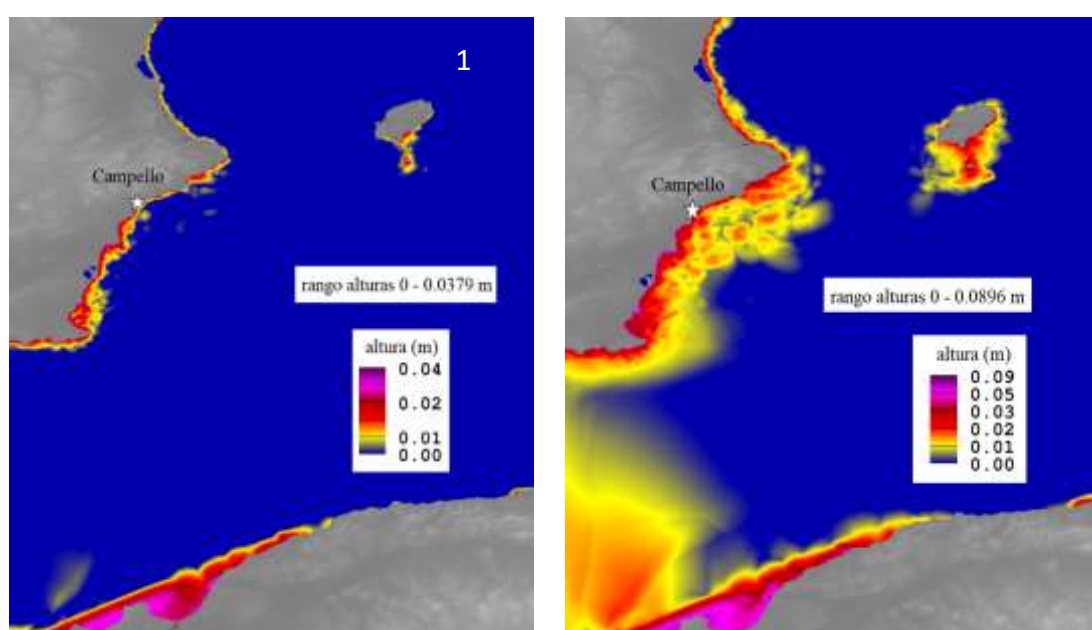 1
Campello
rango alturas 0 - 0.0379 m
altura (m)
0.04
0.02
0.01
0.00
Campello
rango alturas 0 - 0.0896 m
altura (m)
0.09
0.05
0.03
0.02
0.01
0.00